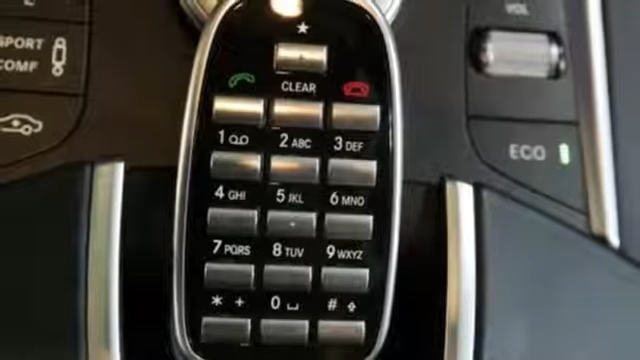 VOL
SPORT
COMF
CLEAR
1 2 ABC 3 DEF
ECO
4 GHI 5 JKL 6 MNO
7 PQRS 8 TUV 9 WXYZ
* + 0 ␣ # ⇧